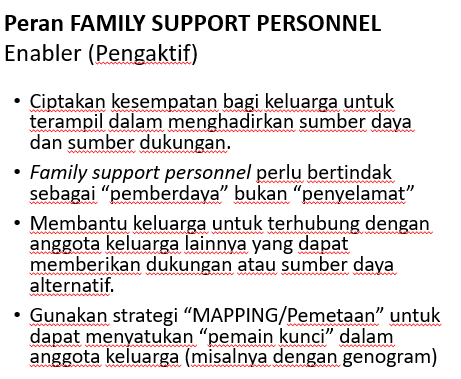 Peran FAMILY SUPPORT PERSONNEL
Enabler (Pengaktif)
• Ciptakan kesempatan bagi keluarga untuk
terampil dalam menghadirkan sumber daya
dan sumber dukungan.
• Family support personnel perlu bertindak
sebagai “pemberdaya” bukan “penyelamat”
• Membantu keluarga untuk terhubung dengan
anggota keluarga lainnya yang dapat
memberikan dukungan atau sumber daya
alternatif.
• Gunakan strategi “MAPPING/Pemetaan” untuk
dapat menyatukan “pemain kunci” dalam
anggota keluarga (misalnya dengan genogram)